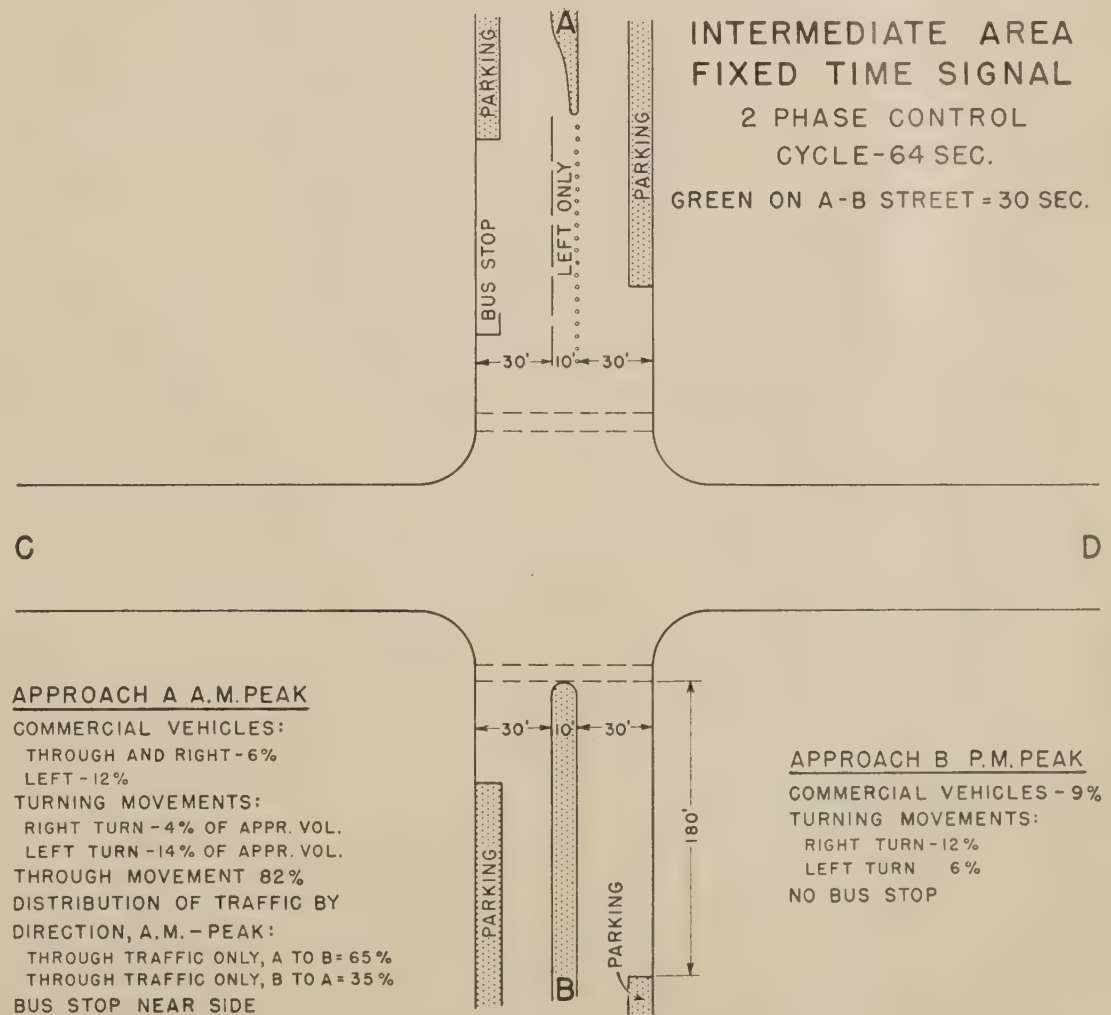 A
INTERMEDIATE AREA
FIXED TIME SIGNAL
2 PHASE CONTROL
CYCLE-64 SEC.
GREEN ON A-B STREET = 30 SEC.
PARKING
PARKING
LEFT ONLY
BUS STOP
30' 10' 30'
C
D
30' 10' 30'
180'
PARKING
PARKING
B
APPROACH A A.M. PEAK
COMMERCIAL VEHICLES:
THROUGH AND RIGHT-6%
LEFT-12%
TURNING MOVEMENTS:
RIGHT TURN-4% OF APPR. VOL.
LEFT TURN-14% OF APPR. VOL.
THROUGH MOVEMENT 82%
DISTRIBUTION OF TRAFFIC BY
DIRECTION, A.M.-PEAK:
THROUGH TRAFFIC ONLY, A TO B=65%
THROUGH TRAFFIC ONLY, B TO A=35%
BUS STOP NEAR SIDE
APPROACH B P.M. PEAK
COMMERCIAL VEHICLES-9%
TURNING MOVEMENTS:
RIGHT TURN-12%
LEFT TURN 6%
NO BUS STOP